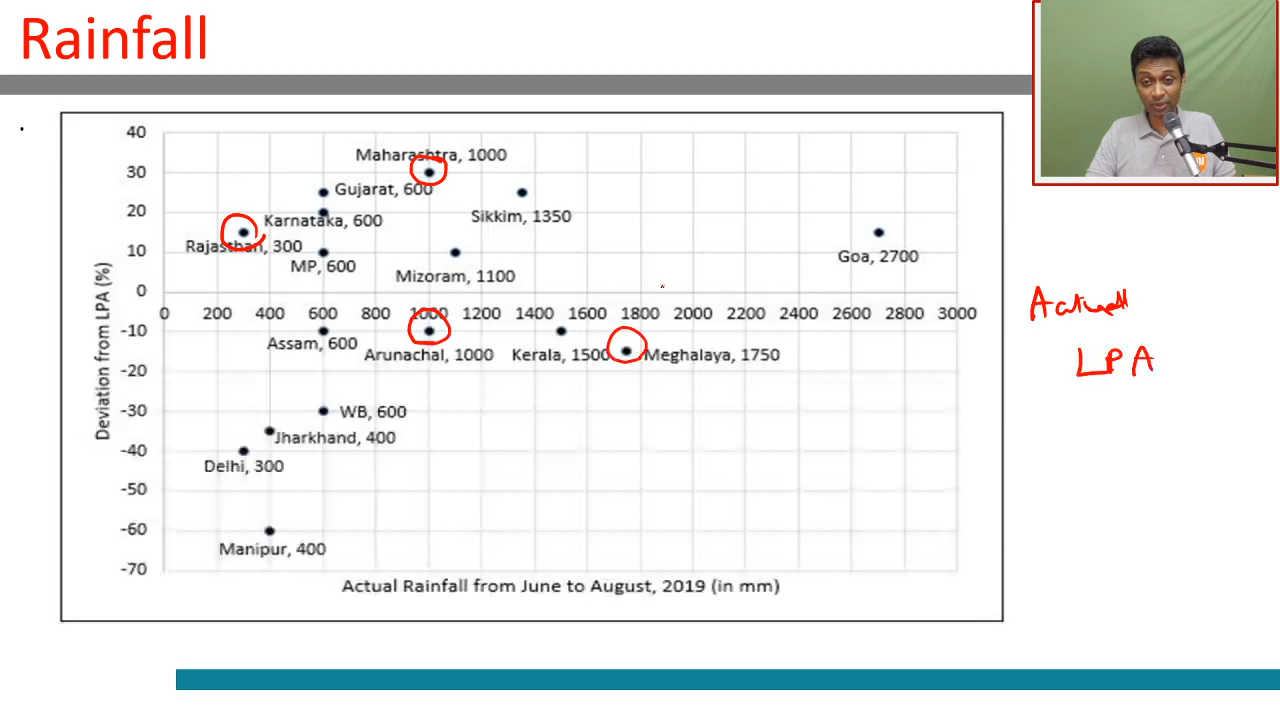 Rainfall
40
Maharashtra, 1000
30
Gujarat, 600
20
Karnataka, 600
Sikkim, 1350
Rajasthan, 300
10
MP, 600
Mizoram, 1100
Goa, 2700
0
0 200 400 600 800 1000 1200 1400 1600 1800 2000 2200 2400 2600 2800 3000
-10
Assam, 600
Arunachal, 1000
Kerala, 1500
Meghalaya, 1750
-20
-30
WB, 600
Jharkhand, 400
-40
Delhi, 300
-50
-60
Manipur, 400
-70
Deviation from LPA (%)
Actual Rainfall from June to August, 2019 (in mm)
LPA